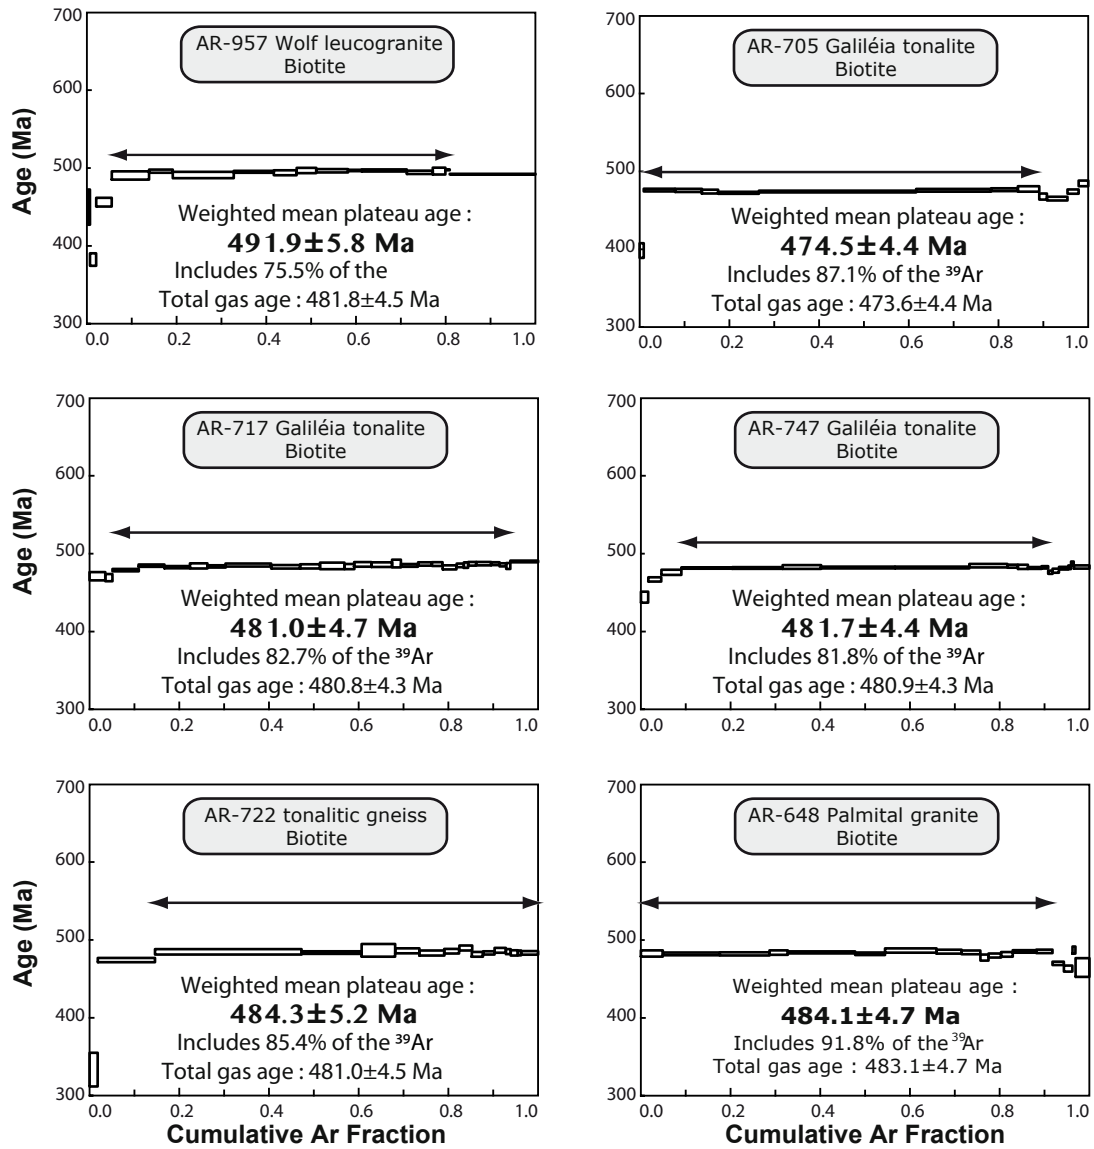 700
600
500
400
300
Age (Ma)
AR-957 Wolf leucogranite
Biotite
Weighted mean plateau age :
491.9±5.8 Ma
Includes 75.5% of the
Total gas age : 481.8±4.5 Ma
0.0 0.2 0.4 0.6 0.8 1.0
700
600
500
400
300
AR-705 Galiléia tonalite
Biotite
Weighted mean plateau age :
474.5±4.4 Ma
Includes 87.1% of the ³⁹Ar
Total gas age : 473.6±4.4 Ma
0.0 0.2 0.4 0.6 0.8 1.0
700
600
500
400
300
Age (Ma)
AR-717 Galiléia tonalite
Biotite
Weighted mean plateau age :
481.0±4.7 Ma
Includes 82.7% of the ³⁹Ar
Total gas age : 480.8±4.3 Ma
0.0 0.2 0.4 0.6 0.8 1.0
700
600
500
400
300
AR-747 Galiléia tonalite
Biotite
Weighted mean plateau age :
481.7±4.4 Ma
Includes 81.8% of the ³⁹Ar
Total gas age : 480.9±4.3 Ma
0.0 0.2 0.4 0.6 0.8 1.0
700
600
500
400
300
Age (Ma)
AR-722 tonalitic gneiss
Biotite
Weighted mean plateau age :
484.3±5.2 Ma
Includes 85.4% of the ³⁹Ar
Total gas age : 481.0±4.5 Ma
0.0 0.2 0.4 0.6 0.8 1.0
Cumulative Ar Fraction
700
600
500
400
300
AR-648 Palmital granite
Biotite
Weighted mean plateau age :
484.1±4.7 Ma
Includes 91.8% of the ³⁹Ar
Total gas age : 483.1±4.7 Ma
0.0 0.2 0.4 0.6 0.8 1.0
Cumulative Ar Fraction